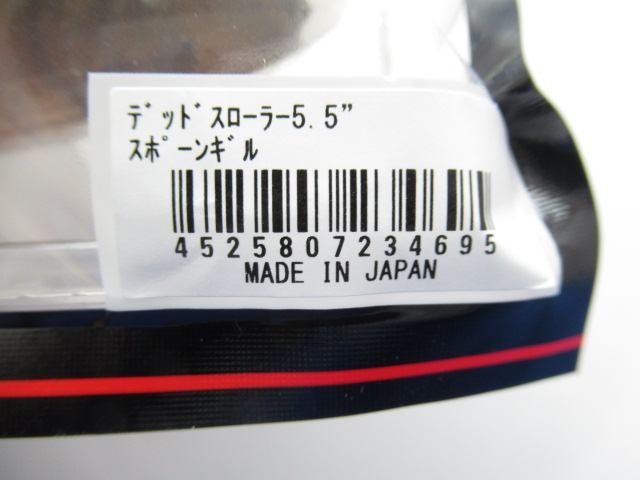 ﾃﾞｯﾄﾞｽﾛｰﾗｰ5.5”
ｽﾎﾟｰﾝｷﾞﾙ
4525807234695
MADE IN JAPAN